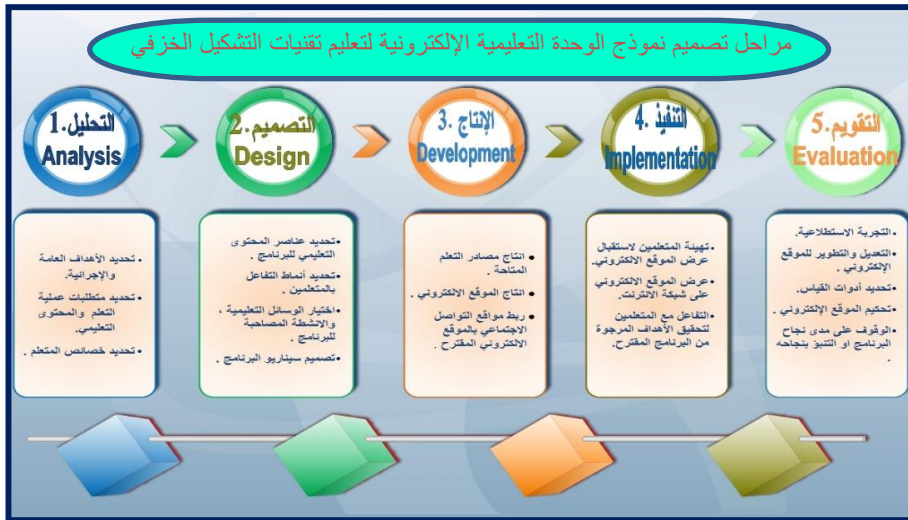 مراحل تصميم نموذج الوحدة التعليمية الإلكترونية لتعليم تقنيات التشكيل الخزفي
1.التحليل
Analysis
2.التصميم
Design
3. الإنتاج
Development
4. التنفيذ
Implementation
5.التقويم
Evaluation
•تحديد الأهداف العامة
والإجرائية.
•تحديد متطلبات عملية
التعلم والمحتوى
التعليمي.
•تحديد خصائص المتعلم .
•تحديد عناصر المحتوى
التعليمي للبرنامج .
•تحديد أنماط التفاعل
بالمتعلمين .
•اختيار الوسائل التعليمية ،
والانشطة المصاحبة
للبرنامج .
•تصميم سيناريو البرنامج .
• انتاج مصادر التعلم
المتاحة.
• انتاج الموقع الالكتروني .
• ربط مواقع التواصل
الاجتماعي بالموقع
الالكتروني المقترح .
•تهيئة المتعلمين لاستقبال
عرض الموقع الالكتروني.
•عرض الموقع الالكتروني
على شبكة الانترنت.
•التفاعل مع المتعلمين
لتحقيق الأهداف المرجوة
من البرنامج المقترح.
•التجربة الاستطلاعية.
•التعديل والتطوير للموقع
الإلكتروني .
•تحديد أدوات القياس.
•تحكيم الموقع الإلكتروني .
•الوقوف على مدى نجاح
البرنامج او التنبؤ بنجاحه
.